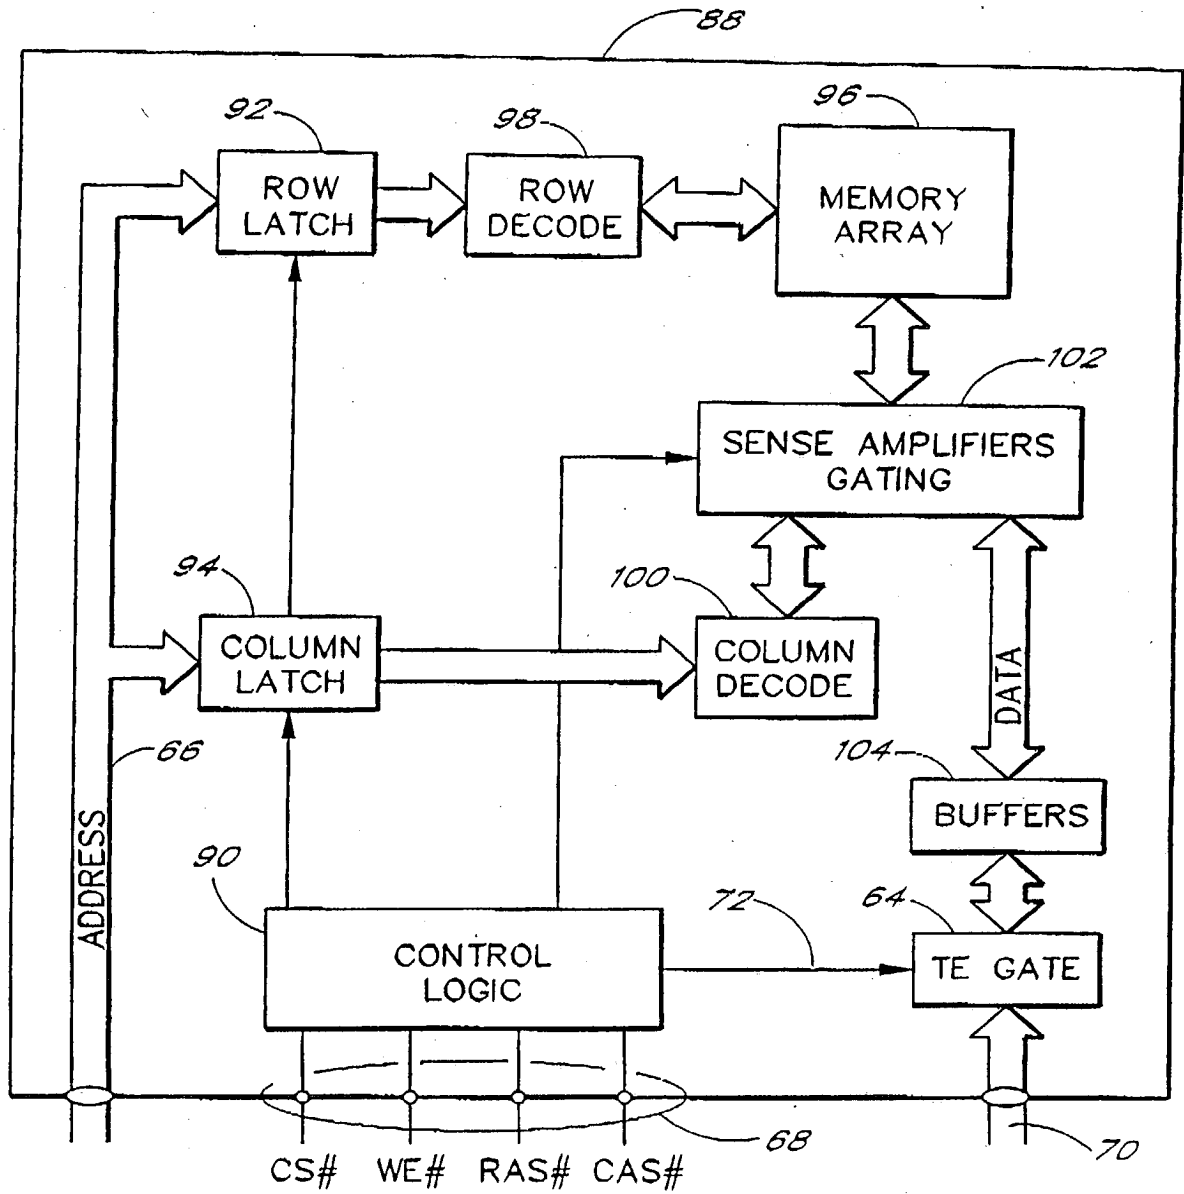 88
92
98
96
ROW
LATCH
ROW
DECODE
MEMORY
ARRAY
102
SENSE AMPLIFIERS
GATING
94
100
COLUMN
LATCH
COLUMN
DECODE
DATA
66
104
BUFFERS
ADDRESS
90
72
64
CONTROL
LOGIC
TE GATE
68
70
CS# WE# RAS# CAS#